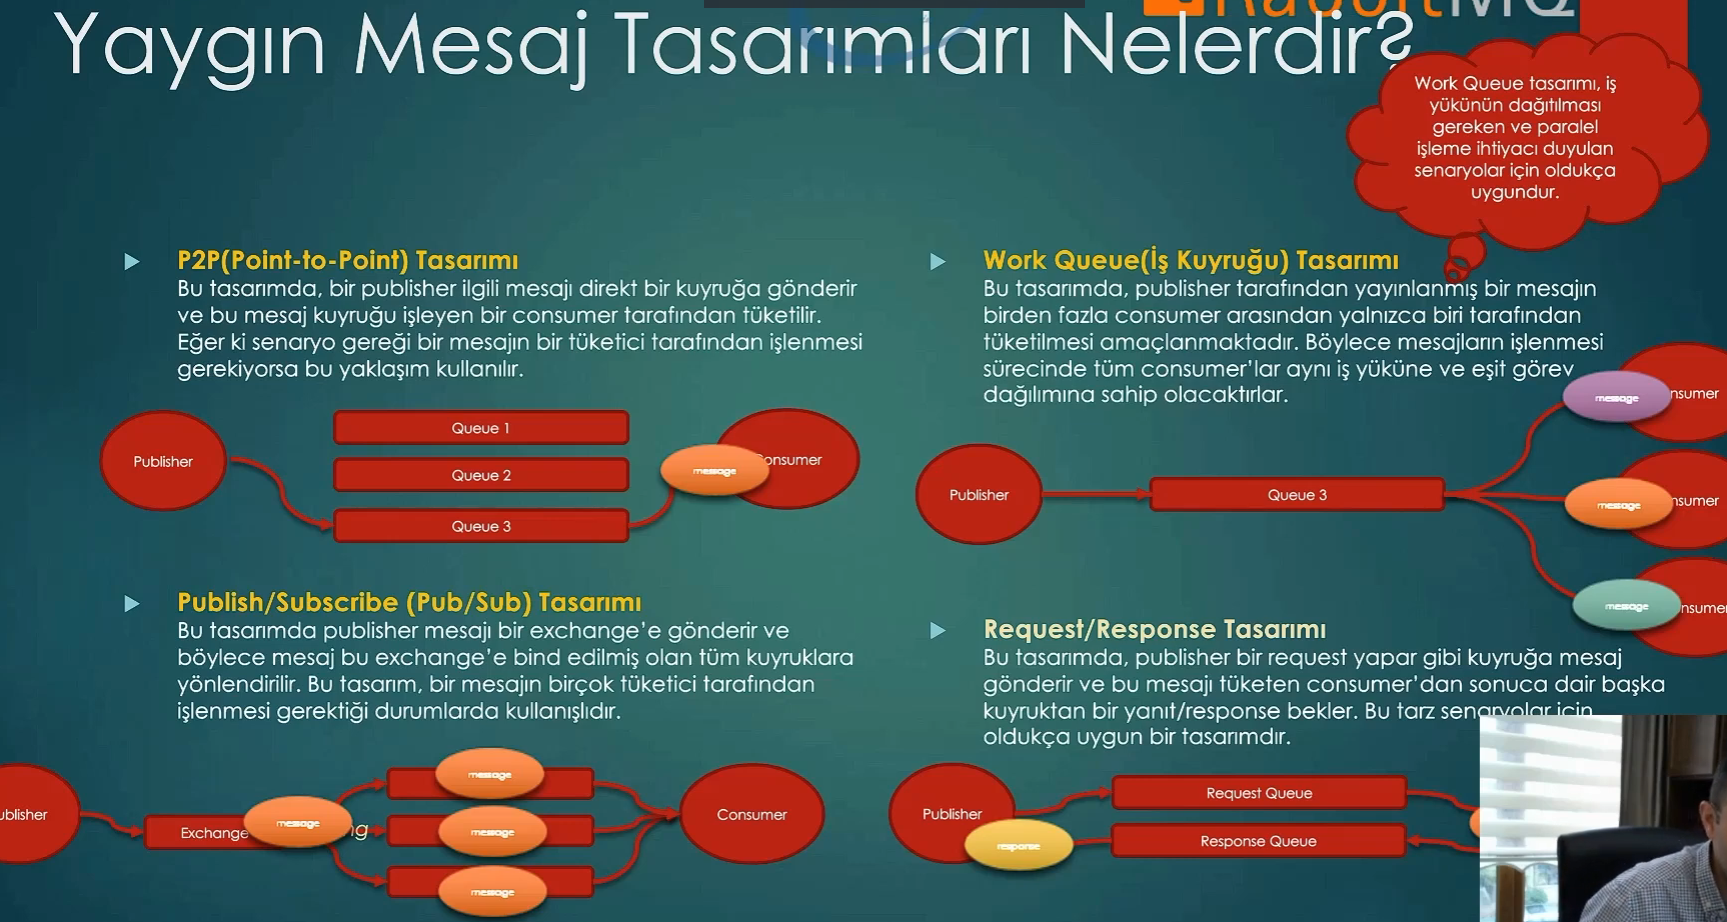 RabbitMQ
Yaygın Mesaj Tasarımları Nelerdir?
Work Queue tasarımı, iş
yükünün dağıtılması
gereken ve paralel
işleme ihtiyacı duyulan
senaryolar için oldukça
uygundur.
P2P(Point-to-Point) Tasarımı
Bu tasarımda, bir publisher ilgili mesajı direkt bir kuyruğa gönderir
ve bu mesaj kuyruğu işleyen bir consumer tarafından tüketilir.
Eğer ki senaryo gereği bir mesajın bir tüketici tarafından işlenmesi
gerekiyorsa bu yaklaşım kullanılır.
Publisher
Queue 1
Queue 2
Queue 3
message
onsumer
Work Queue(İş Kuyruğu) Tasarımı
Bu tasarımda, publisher tarafından yayınlanmış bir mesajın
birden fazla consumer arasından yalnızca biri tarafından
tüketilmesi amaçlanmaktadır. Böylece mesajların işlenmesi
sürecinde tüm consumer'lar aynı iş yüküne ve eşit görev
dağılımına sahip olacaktırlar.
Publisher
Queue 3
message
nsumer
message
nsumer
message
nsumer
Publish/Subscribe (Pub/Sub) Tasarımı
Bu tasarımda publisher mesajı bir exchange'e gönderir ve
böylece mesaj bu exchange'e bind edilmiş olan tüm kuyruklara
yönlendirilir. Bu tasarım, bir mesajın birçok tüketici tarafından
işlenmesi gerektiği durumlarda kullanışlıdır.
ublisher
Exchange
message
ng
message
message
message
Consumer
Request/Response Tasarımı
Bu tasarımda, publisher bir request yapar gibi kuyruğa mesaj
gönderir ve bu mesajı tüketen consumer'dan sonuca dair başka
kuyruktan bir yanıt/response bekler. Bu tarz senaryolar için
oldukça uygun bir tasarımdır.
Publisher
response
Request Queue
Response Queue